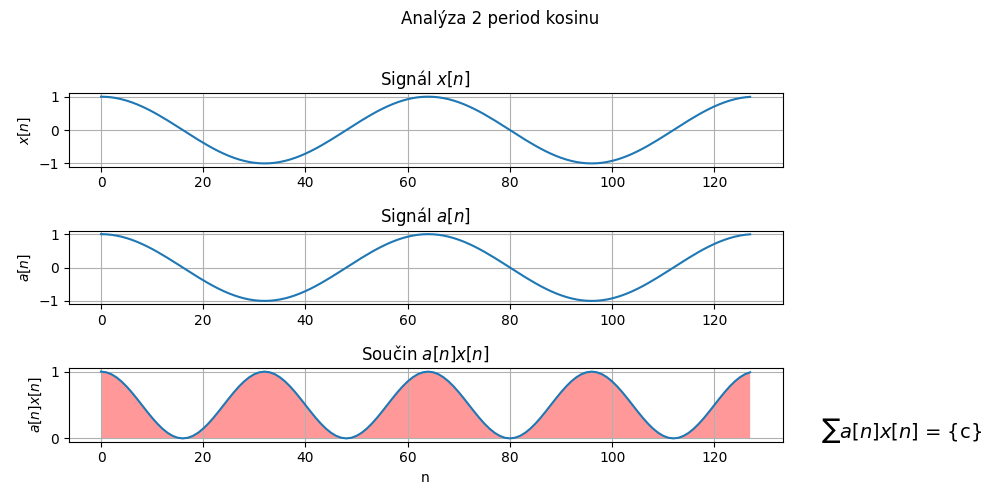 Analýza 2 period kosinu
Signál x[n]
x[n]
1
0
−1
0 20 40 60 80 100 120
Signál a[n]
a[n]
1
0
−1
0 20 40 60 80 100 120
Součin a[n]x[n]
a[n]x[n]
1
0
0 20 40 60 80 100 120
n
∑a[n]x[n] = {c}